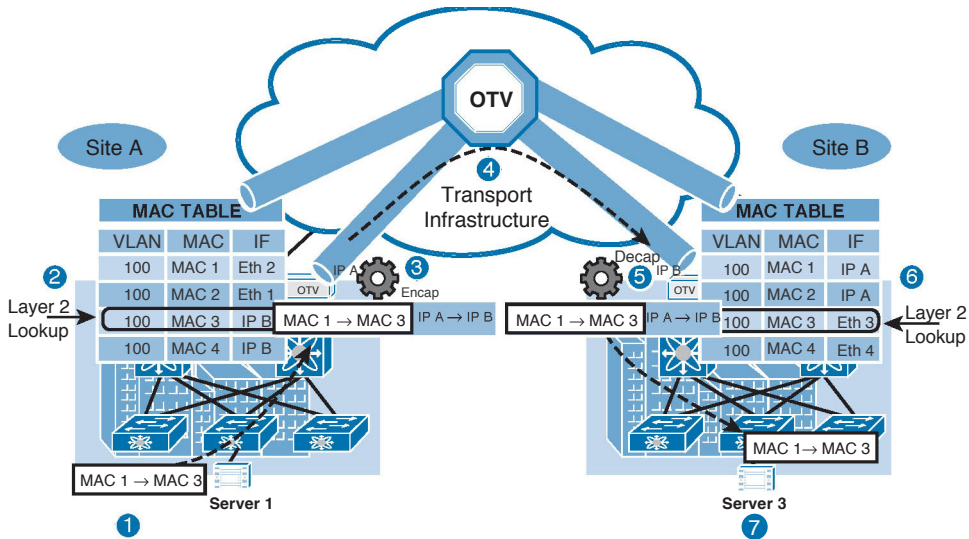 OTV
Site A
Site B
4
Transport
Infrastructure
MAC TABLE
VLAN MAC IF
100 MAC 1 Eth 2
100 MAC 2 Eth 1
100 MAC 3 IP B
100 MAC 4 IP B
2
Layer 2
Lookup
IP A
OTV
3
Encap
MAC 1 → MAC 3
IP A → IP B
Decap
5
IP B
OTV
MAC 1 → MAC 3
IP A → IP B
MAC TABLE
VLAN MAC IF
100 MAC 1 IP A
100 MAC 2 IP A
100 MAC 3 Eth 3
100 MAC 4 Eth 4
6
Layer 2
Lookup
MAC 1 → MAC 3
Server 1
1
MAC 1→ MAC 3
Server 3
7